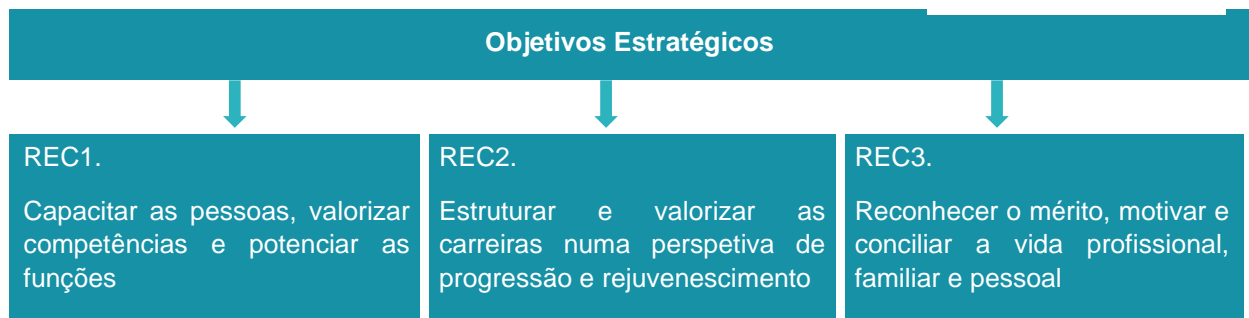 Objetivos Estratégicos
REC1.
Capacitar as pessoas, valorizar
competências e potenciar as
funções
REC2.
Estruturar e valorizar as
carreiras numa perspetiva de
progressão e rejuvenescimento
REC3.
Reconhecer o mérito, motivar e
conciliar a vida profissional,
familiar e pessoal